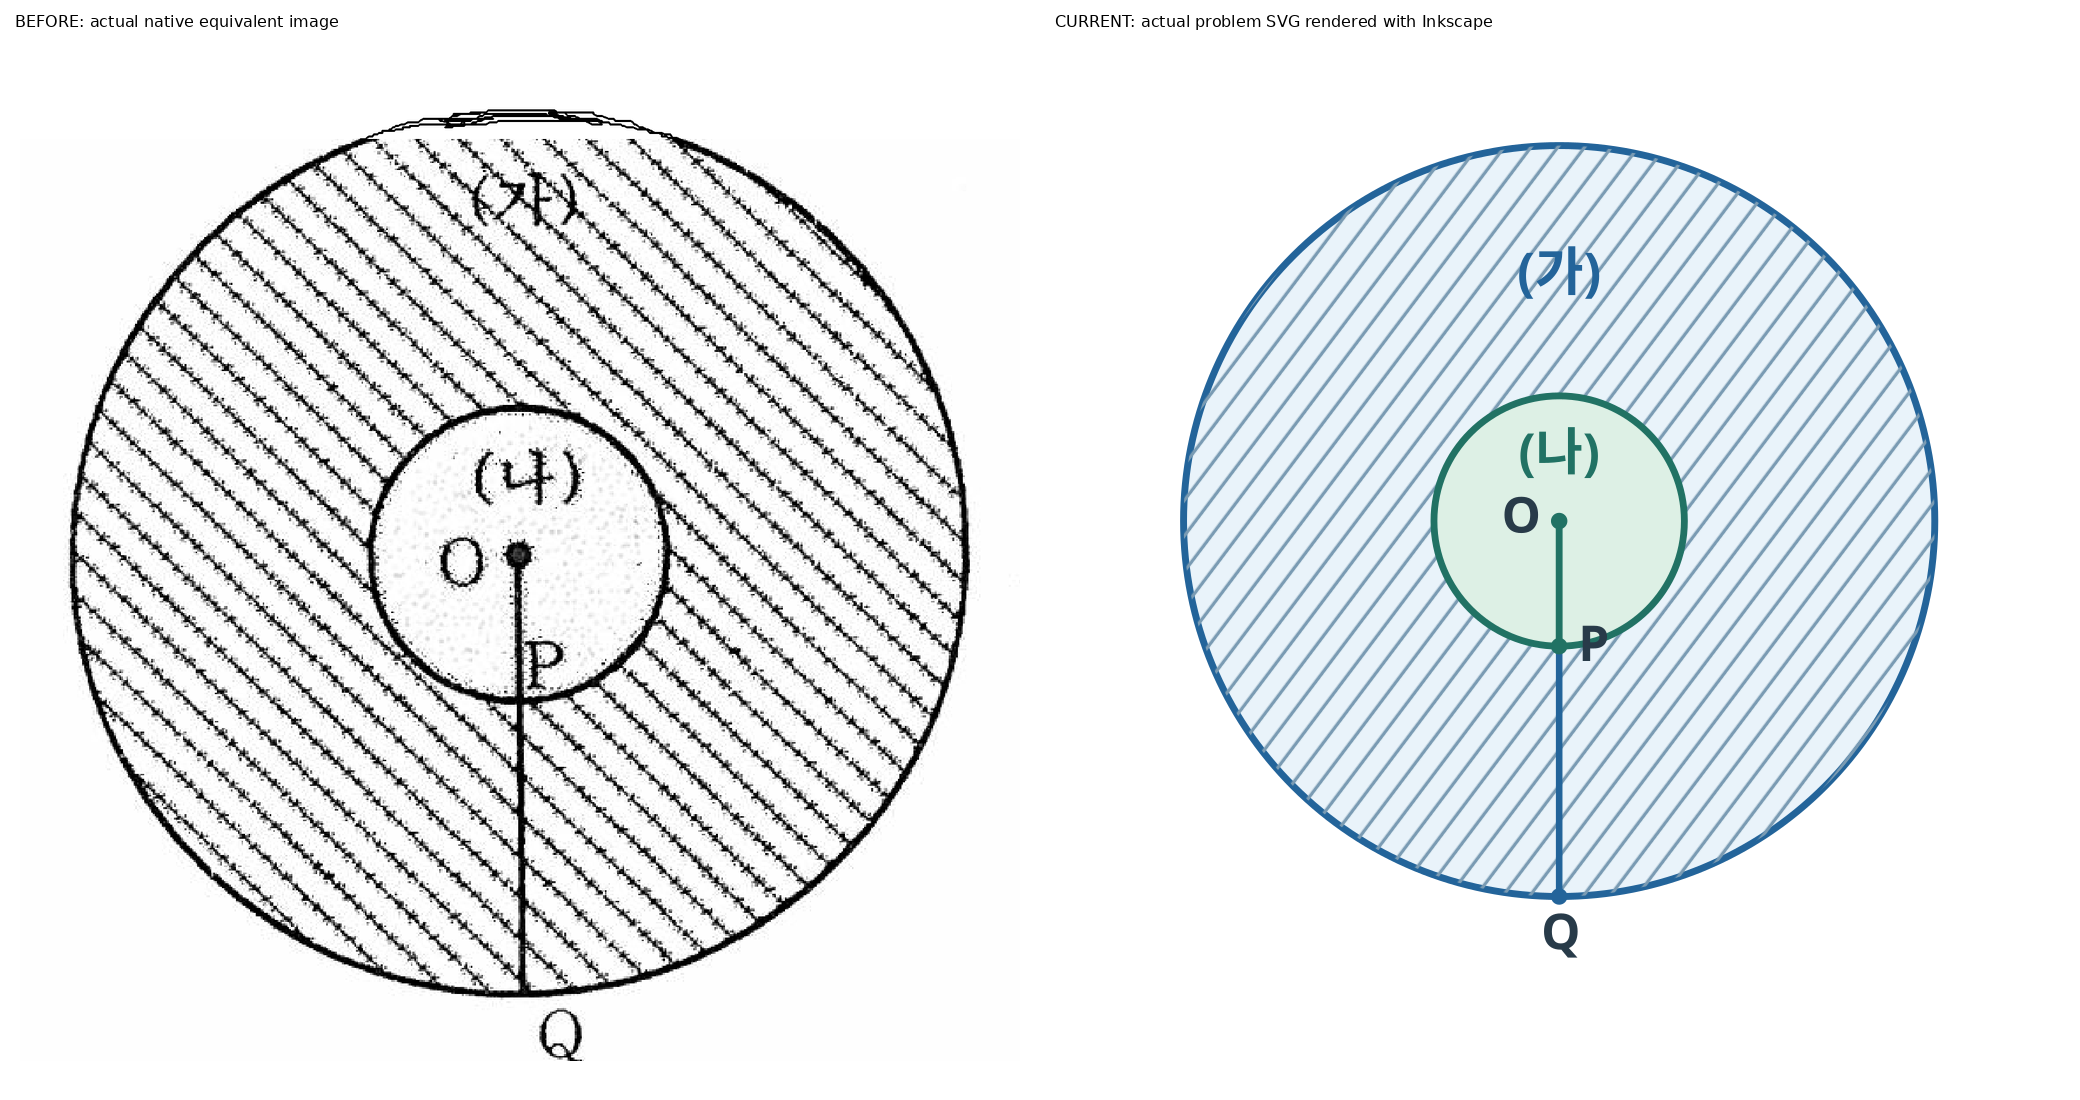 BEFORE: actual native equivalent image
(가)
(나)
O
P
Q
CURRENT: actual problem SVG rendered with Inkscape
(가)
(나)
O
P
Q